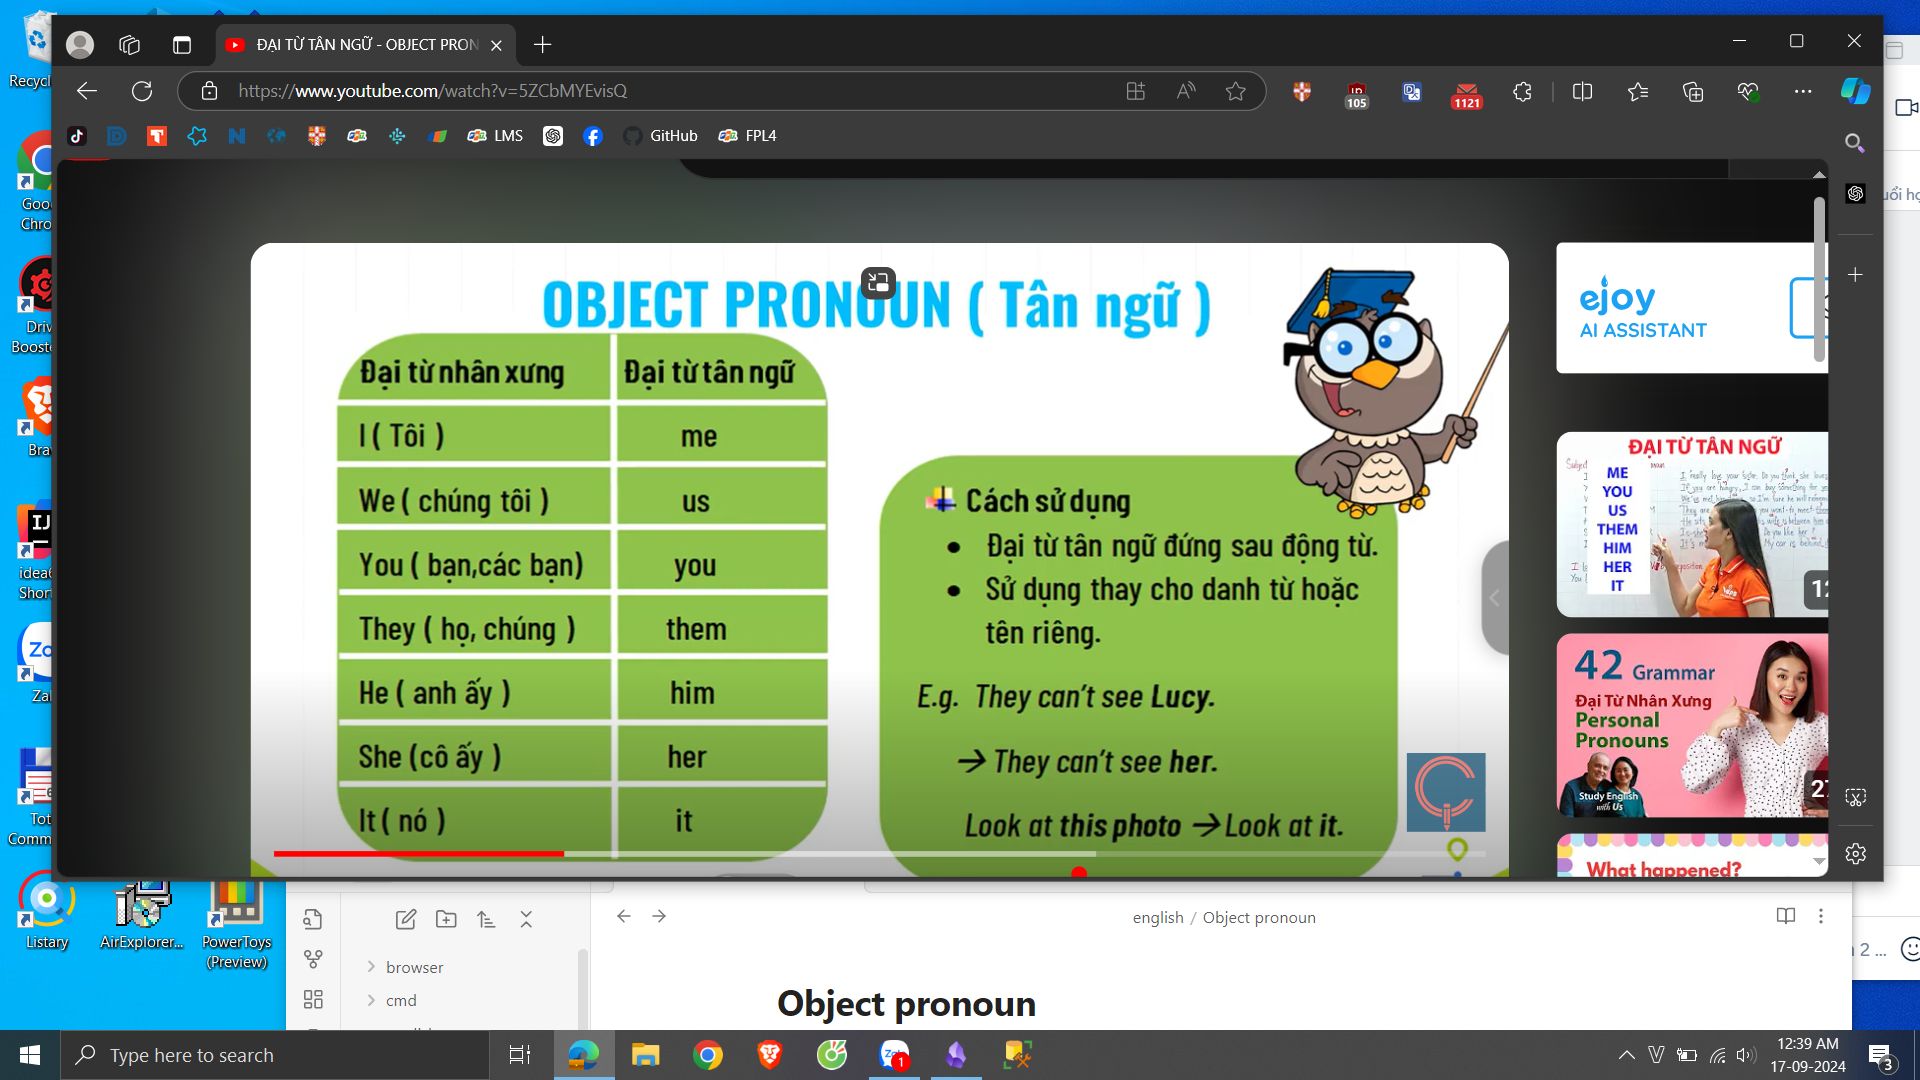 ĐẠI TỪ TÂN NGỮ - OBJECT PRON
https://www.youtube.com/watch?v=5ZCbMYEvisQ
105
1121
LMS
GitHub
FPL4
OBJECT PRONOUN ( Tân ngữ )
Đại từ nhân xưng Đại từ tân ngữ
I ( Tôi ) me
We ( chúng tôi ) us
You ( bạn,các bạn) you
They ( họ, chúng ) them
He ( anh ấy ) him
She (cô ấy ) her
It ( nó ) it
Cách sử dụng
• Đại từ tân ngữ đứng sau động từ.
• Sử dụng thay cho danh từ hoặc
tên riêng.
E.g. They can't see Lucy.
→ They can't see her.
Look at this photo → Look at it.
ejoy
AI ASSISTANT
ĐẠI TỪ TÂN NGỮ
ME
YOU
US
THEM
HIM
HER
IT
42 Grammar
Đại Từ Nhân Xưng
Personal
Pronouns
Study English
with Us
What happened?
Recycl
Goo
Chro
Driv
Booste
Brav
IJ
idea6
Shor
Zal
Tot
Comm
Listary
AirExplorer...
PowerToys
(Preview)
english / Object pronoun
browser
cmd
Object pronoun
2 ...
Type here to search
1
12:39 AM
17-09-2024
3